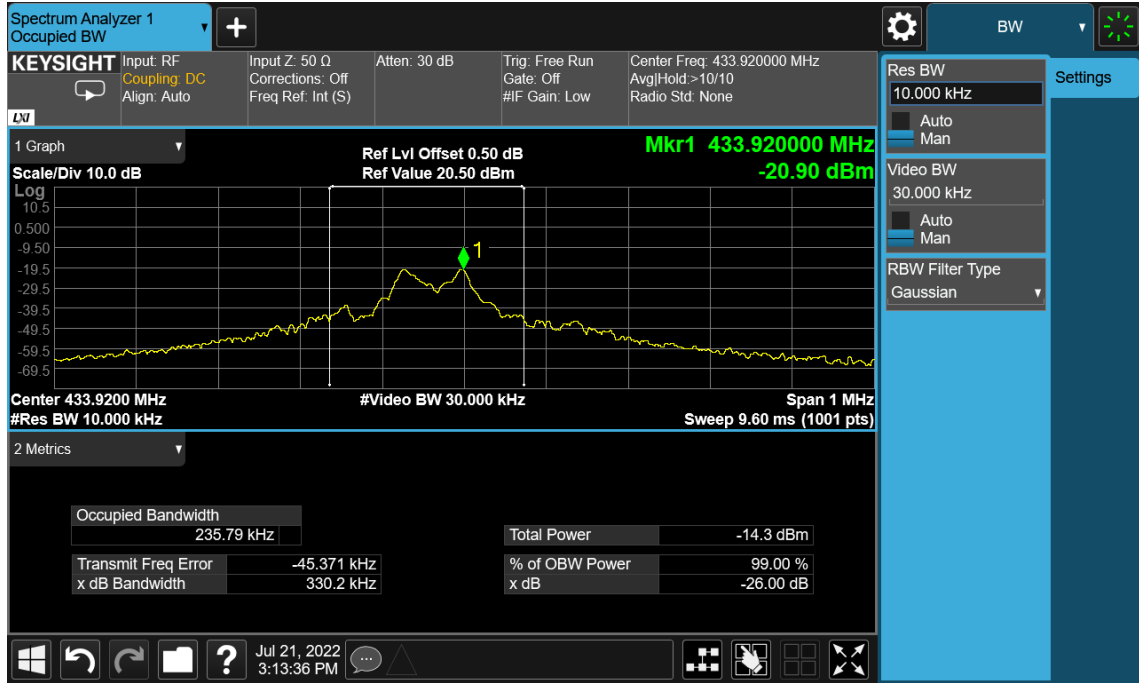 Spectrum Analyzer 1
Occupied BW
+
BW
KEYSIGHT
LXI
Input: RF
Coupling: DC
Align: Auto
Input Z: 50 Ω
Corrections: Off
Freq Ref: Int (S)
Atten: 30 dB
Trig: Free Run
Gate: Off
#IF Gain: Low
Center Freq: 433.920000 MHz
Avg|Hold:>10/10
Radio Std: None
Res BW
10.000 kHz
Auto
Man
Video BW
30.000 kHz
Auto
Man
RBW Filter Type
Gaussian
Settings
1 Graph
Scale/Div 10.0 dB
Ref Lvl Offset 0.50 dB
Ref Value 20.50 dBm
Mkr1 433.920000 MHz
-20.90 dBm
Log
10.5
0.500
-9.50
-19.5
-29.5
-39.5
-49.5
-59.5
-69.5
1
Center 433.9200 MHz
#Video BW 30.000 kHz
Span 1 MHz
#Res BW 10.000 kHz
Sweep 9.60 ms (1001 pts)
2 Metrics
Occupied Bandwidth
235.79 kHz
Total Power -14.3 dBm
Transmit Freq Error -45.371 kHz
% of OBW Power 99.00 %
x dB Bandwidth 330.2 kHz
x dB -26.00 dB
?
Jul 21, 2022
3:13:36 PM